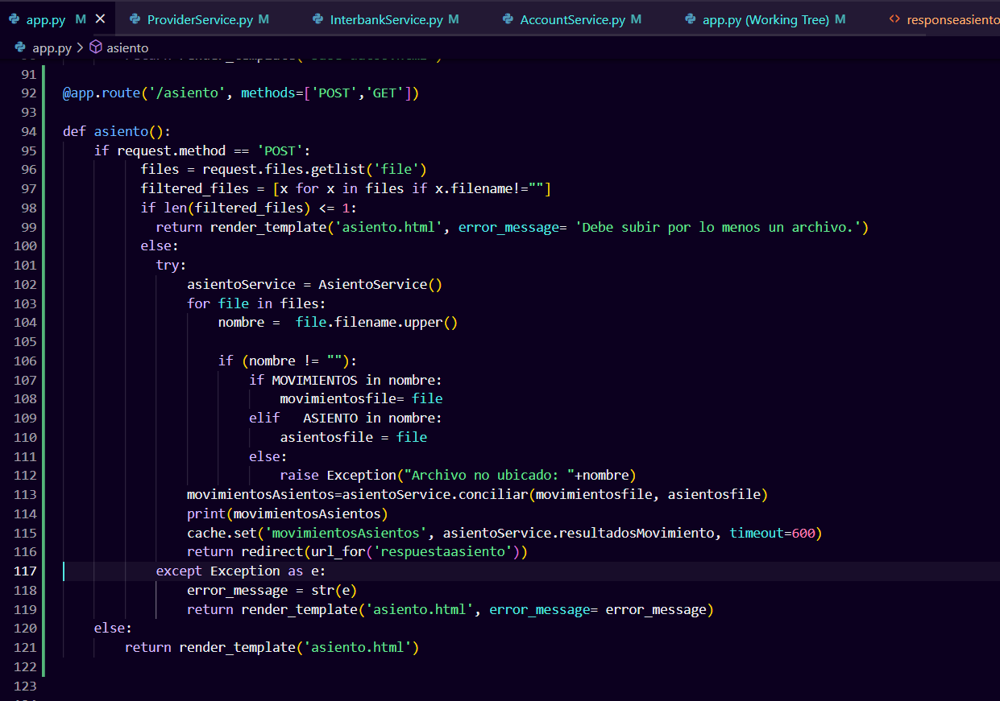 app.py M ProviderService.py M InterbankService.py M AccountService.py M app.py (Working Tree) M responseasiento
app.py > asiento
91
92 @app.route('/asiento', methods=['POST','GET'])
93
94 def asiento():
95 if request.method == 'POST':
96 files = request.files.getlist('file')
97 filtered_files = [x for x in files if x.filename!=""]
98 if len(filtered_files) <= 1:
99 return render_template('asiento.html', error_message= 'Debe subir por lo menos un archivo.')
100 else:
101 try:
102 asientoService = AsientoService()
103 for file in files:
104 nombre =  file.filename.upper()
105
106 if (nombre != ""):
107 if MOVIMIENTOS in nombre:
108 movimientosfile= file
109 elif   ASIENTO in nombre:
110 asientosfile = file
111 else:
112 raise Exception("Archivo no ubicado: "+nombre)
113 movimientosAsientos=asientoService.conciliar(movimientosfile, asientosfile)
114 print(movimientosAsientos)
115 cache.set('movimientosAsientos', asientoService.resultadosMovimiento, timeout=600)
116 return redirect(url_for('respuestaasiento'))
117 except Exception as e:
118 error_message = str(e)
119 return render_template('asiento.html', error_message= error_message)
120 else:
121 return render_template('asiento.html')
122
123